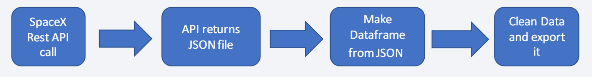 SpaceX
Rest API
call
API returns
JSON file
Make
Dataframe
from JSON
Clean Data
and export
it